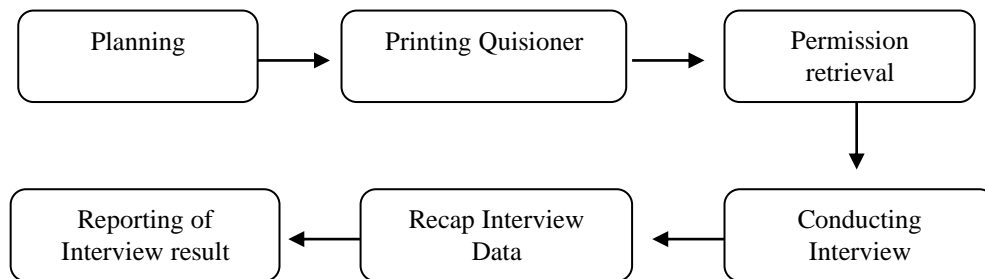 Planning
Printing Quisioner
Permission
retrieval
Conducting
Interview
Recap Interview
Data
Reporting of
Interview result